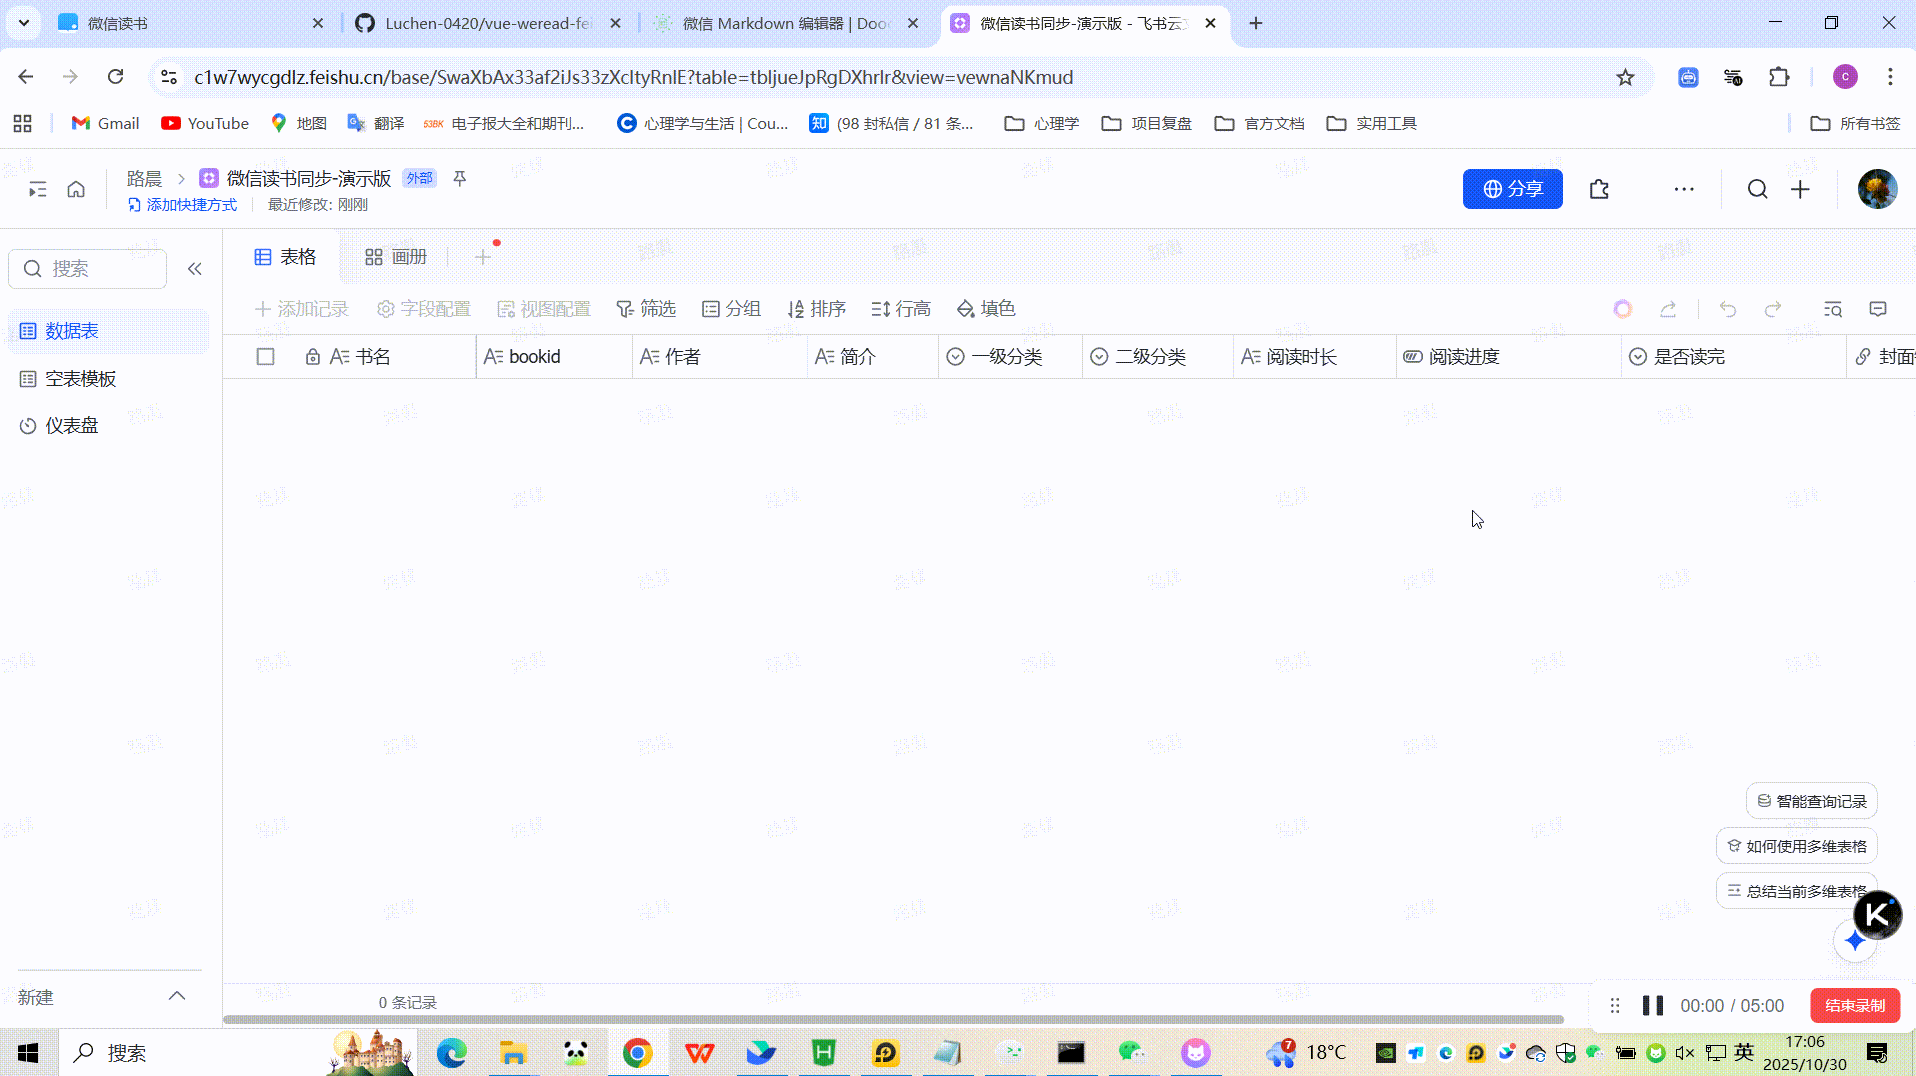 微信读书
Luchen-0420/vue-weread-fei
微信 Markdown 编辑器 | Dooc
微信读书同步-演示版 - 飞书云文
c1w7wycgdlz.feishu.cn/base/SwaXbAx33af2iJs33zXcItyRnIE?table=tbljueJpRgDXhrIr&view=vewnaNKmud
C
Gmail
YouTube
地图
翻译
53BK 电子报大全和期刊...
心理学与生活 | Cou...
知 (98 封私信 / 81 条...
心理学
项目复盘
官方文档
实用工具
所有书签
路晨
微信读书同步-演示版
外部
添加快捷方式
最近修改: 刚刚
分享
搜索
数据表
空表模板
仪表盘
新建
表格
画册
添加记录
字段配置
视图配置
筛选
分组
排序
行高
填色
书名
bookid
作者
简介
一级分类
二级分类
阅读时长
阅读进度
是否读完
封面
智能查询记录
如何使用多维表格
总结当前多维表格
K
0 条记录
00:00 / 05:00
结束录制
搜索
7
18°C
英
17:06
2025/10/30